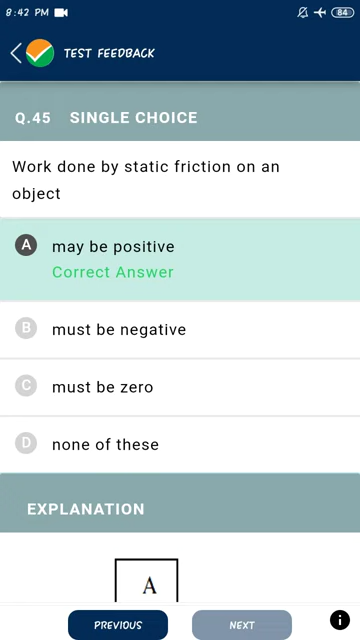 8:42 PM
84
TEST FEEDBACK
Q.45 SINGLE CHOICE
Work done by static friction on an
object
A may be positive
Correct Answer
B must be negative
C must be zero
D none of these
EXPLANATION
A
PREVIOUS
NEXT
i